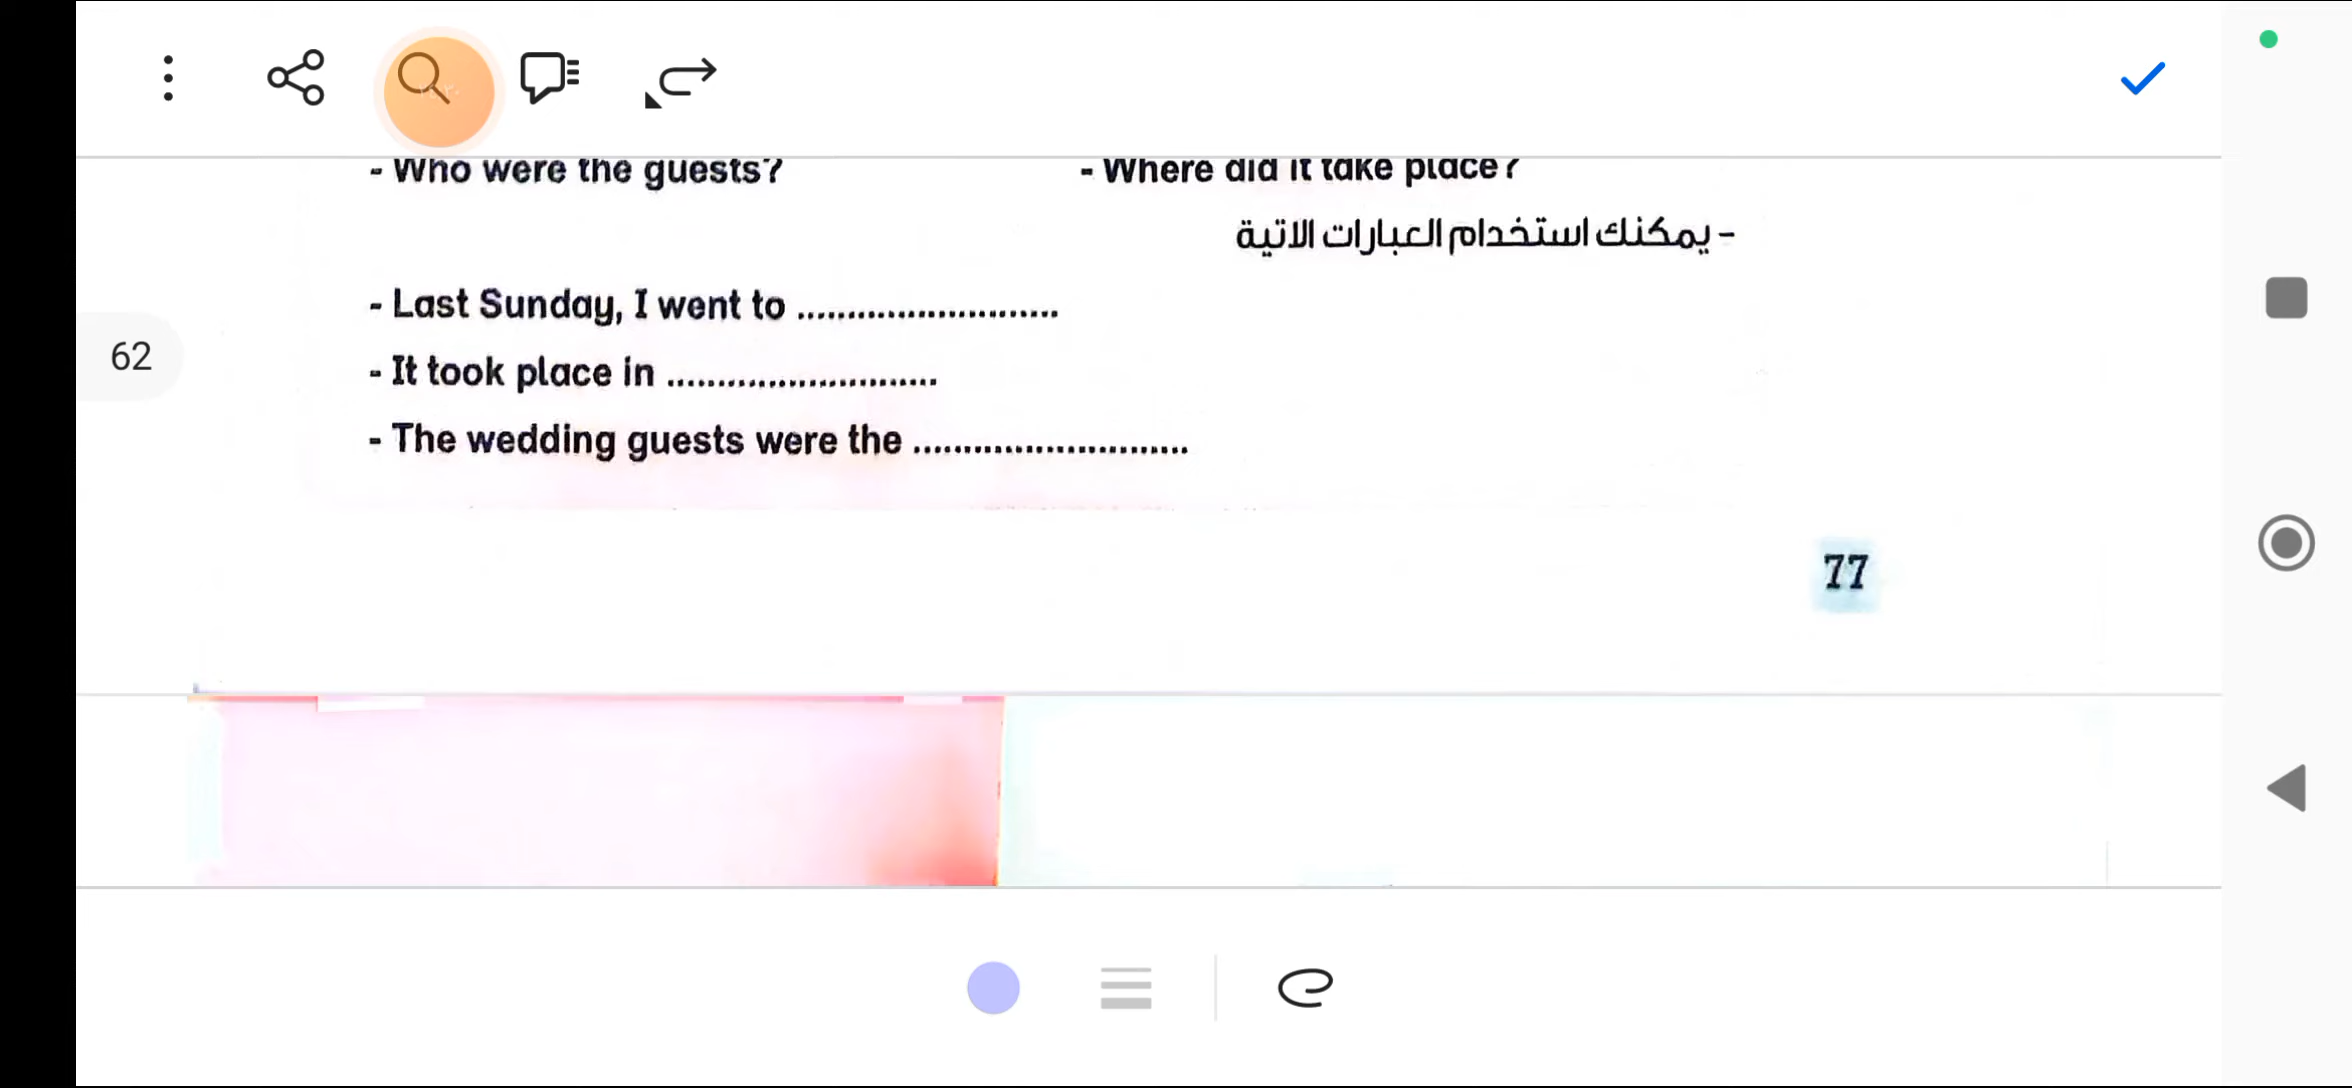 - Who were the guests?
- Where did it take place?
- يمكنك استخدام العبارات الاتية
- Last Sunday, I went to ..........................
62
- It took place in ...........................
- The wedding guests were the ...........................
77